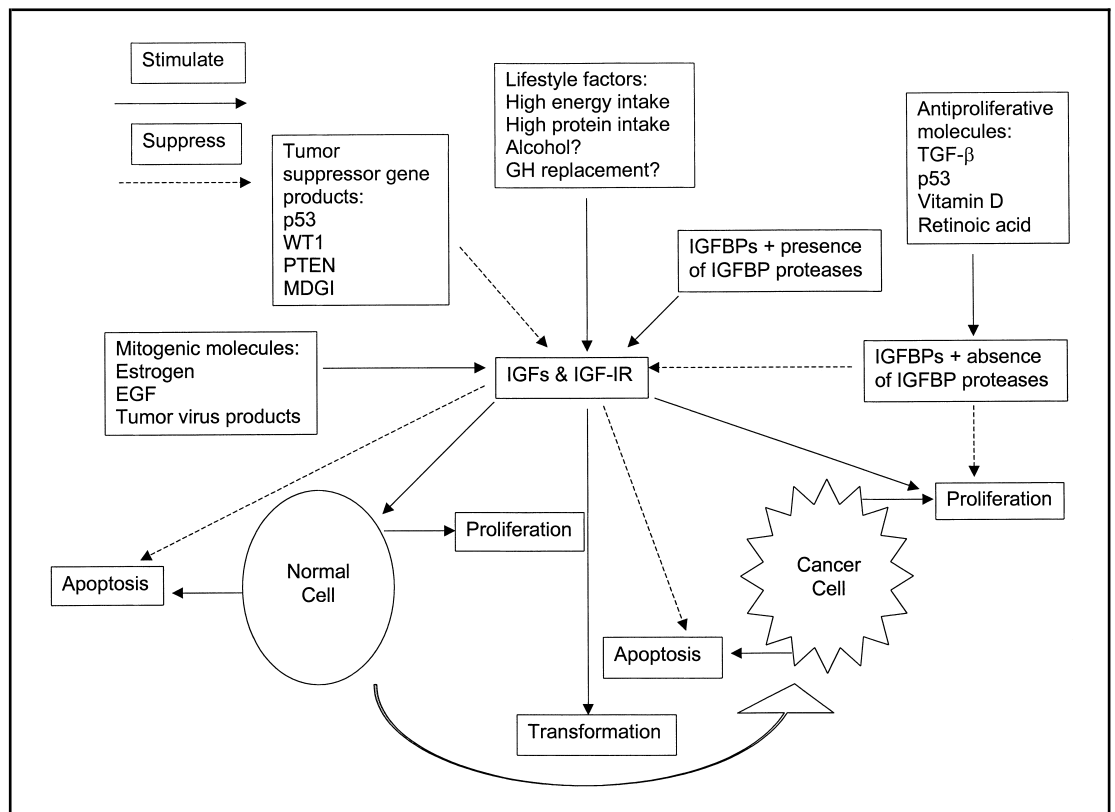 Stimulate
Suppress
Tumor
suppressor gene
products:
p53
WT1
PTEN
MDGI
Lifestyle factors:
High energy intake
High protein intake
Alcohol?
GH replacement?
Antiproliferative
molecules:
TGF-β
p53
Vitamin D
Retinoic acid
IGFBPs + presence
of IGFBP proteases
Mitogenic molecules:
Estrogen
EGF
Tumor virus products
IGFs & IGF-IR
IGFBPs + absence
of IGFBP proteases
Proliferation
Proliferation
Apoptosis
Normal
Cell
Cancer
Cell
Apoptosis
Transformation